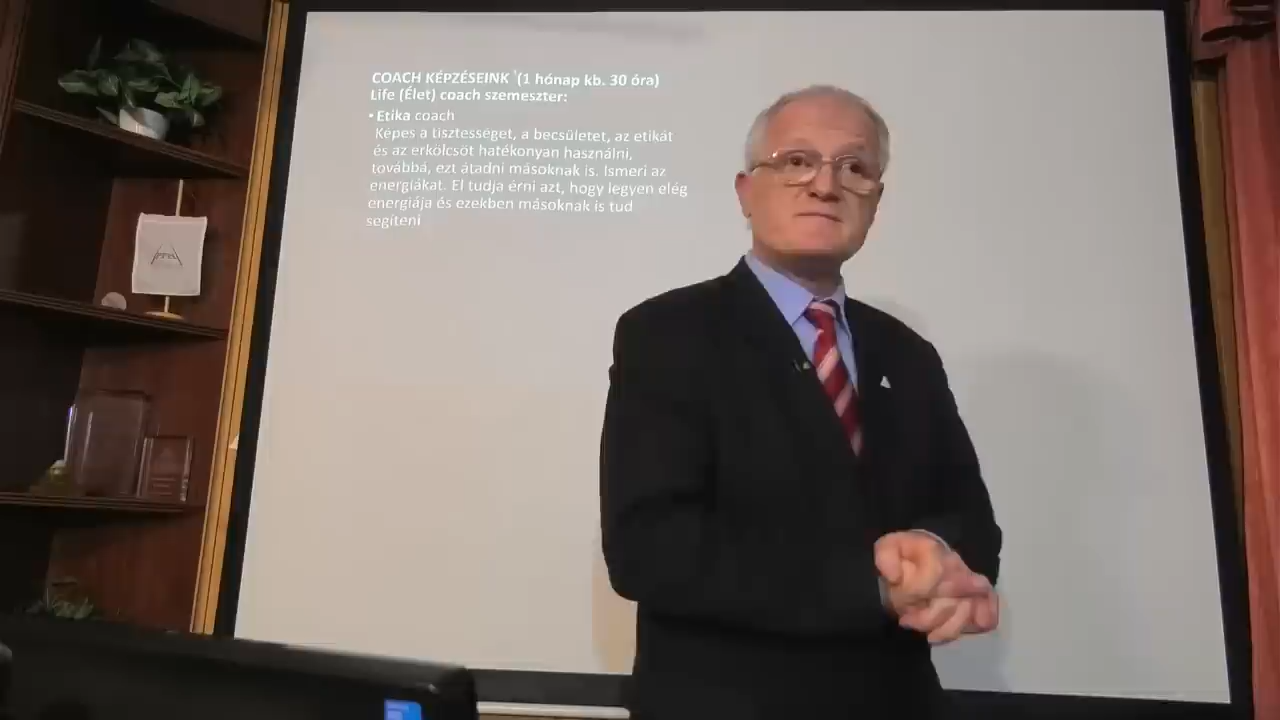 COACH KÉPZÉSEINK (1 hónap kb. 30 óra)
Life (Élet) coach szemeszter:
• Etika coach
Képes a tisztességet, a becsületet, az etikát
és az erkölcsöt hatékonyan használni,
továbbá, ezt átadni másoknak is. Ismeri az
energiákat. El tudja érni azt, hogy legyen elég
energiája és ezekben másoknak is tud
segíteni